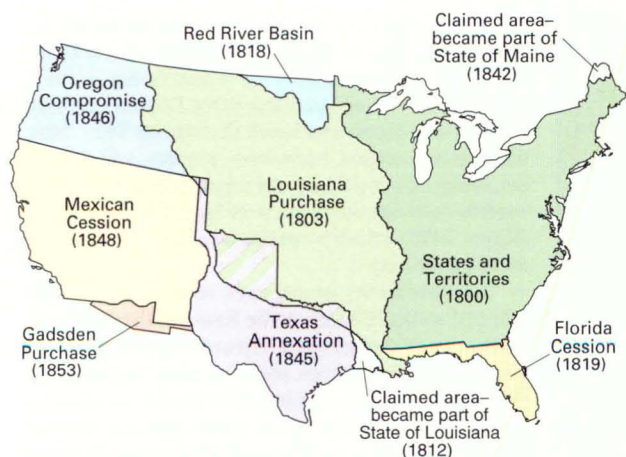 Red River Basin
(1818)
Claimed area–
became part of
State of Maine
(1842)
Oregon
Compromise
(1846)
Mexican
Cession
(1848)
Louisiana
Purchase
(1803)
States and
Territories
(1800)
Gadsden
Purchase
(1853)
Texas
Annexation
(1845)
Florida
Cession
(1819)
Claimed area–
became part of
State of Louisiana
(1812)